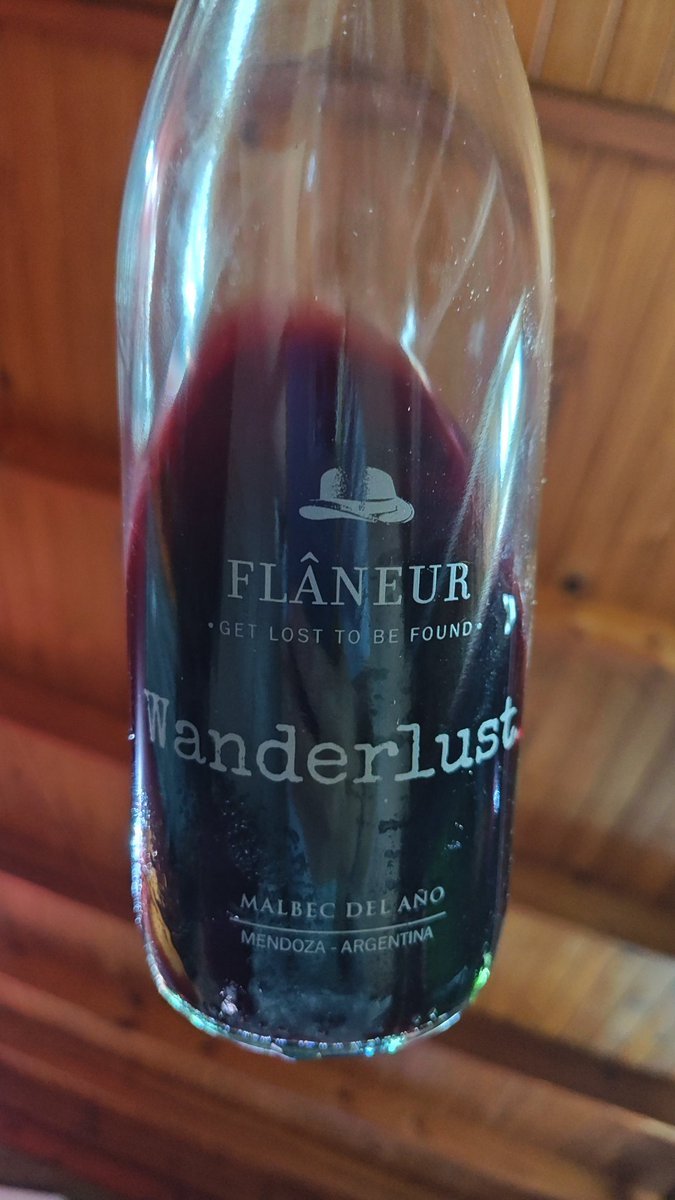 FLÂNEUR
•GET LOST TO BE FOUND•
Wanderlust
MALBEC DEL AÑO
MENDOZA - ARGENTINA